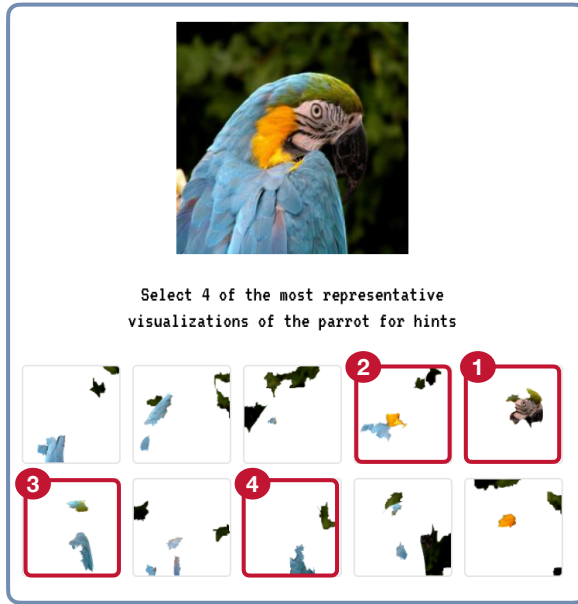 Select 4 of the most representative
visualizations of the parrot for hints
2
1
3
4